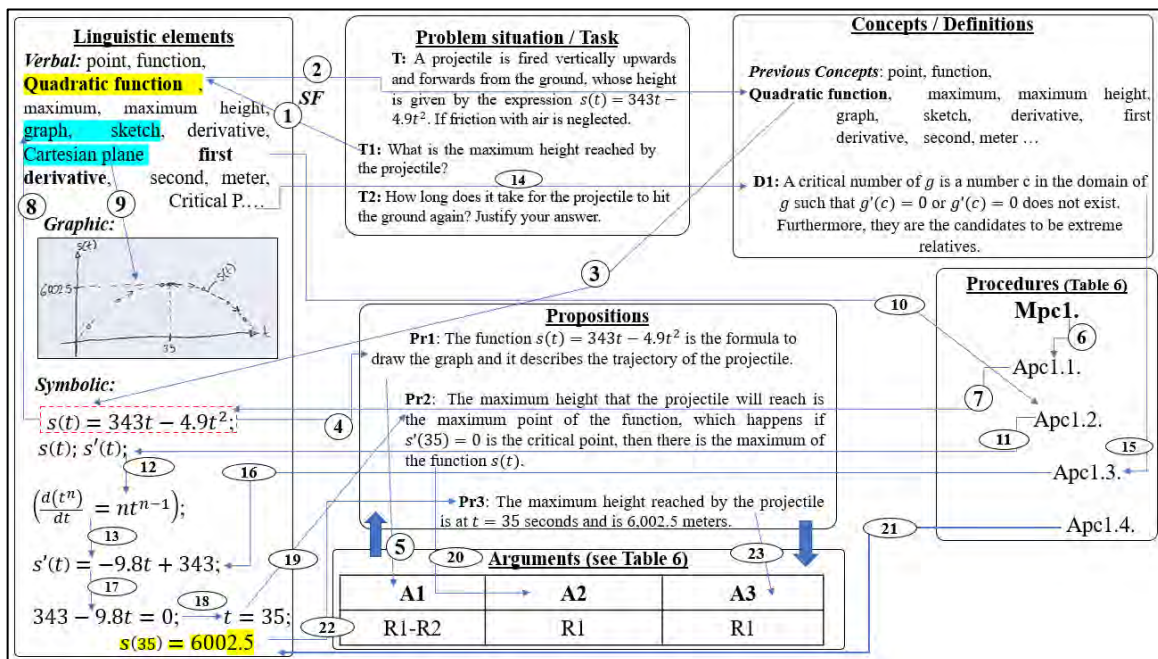 Linguistic elements
Verbal: point, function,
Quadratic function ,
maximum, maximum height,
graph, sketch, derivative,
Cartesian plane first
derivative, second, meter,
Critical P.…
8
9
Graphic:
s(t)
6002.5
s(t)
35
t
Symbolic:
s(t) = 343t − 4.9t²;
s(t); s′(t);
12
(d(tⁿ)/dt = ntⁿ⁻¹);
13
s′(t) = −9.8t + 343;
17
343 − 9.8t = 0; 18 t = 35;
s(35) = 6002.5
2
SF
1
Problem situation / Task
T: A projectile is fired vertically upwards
and forwards from the ground, whose height
is given by the expression s(t) = 343t −
4.9t². If friction with air is neglected.
T1: What is the maximum height reached by
the projectile?
14
T2: How long does it take for the projectile to hit
the ground again? Justify your answer.
Concepts / Definitions
Previous Concepts: point, function,
Quadratic function, maximum, maximum height,
graph, sketch, derivative, first
derivative, second, meter …
D1: A critical number of g is a number c in the domain of
g such that g′(c) = 0 or g′(c) = 0 does not exist.
Furthermore, they are the candidates to be extreme
relatives.
3
10
Propositions
Pr1: The function s(t) = 343t − 4.9t² is the formula to
draw the graph and it describes the trajectory of the projectile.
Pr2: The maximum height that the projectile will reach is
the maximum point of the function, which happens if
s′(35) = 0 is the critical point, then there is the maximum of
the function s(t).
Pr3: The maximum height reached by the projectile
is at t = 35 seconds and is 6,002.5 meters.
4
16
19
5
20
23
22
Arguments (see Table 6)
A1 A2 A3
R1-R2 R1 R1
Procedures (Table 6)
Mpc1.
6
Apc1.1.
7
Apc1.2.
11
15
Apc1.3.
21
Apc1.4.